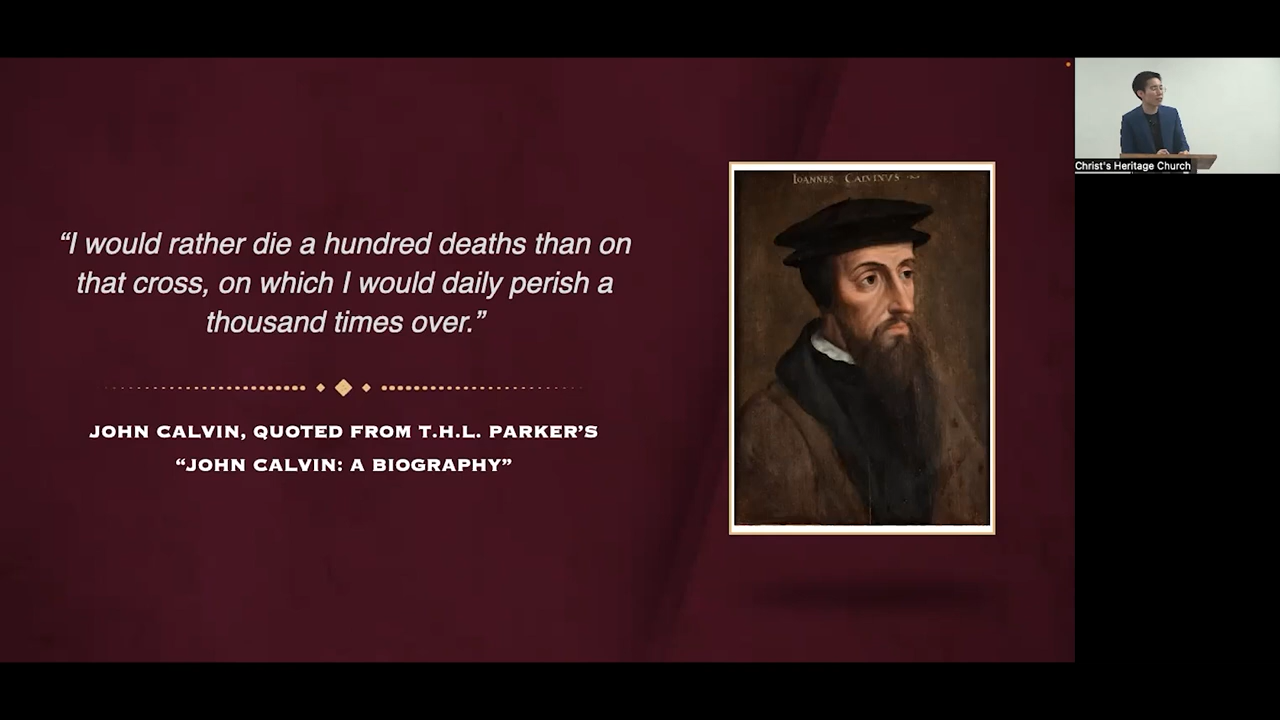 “I would rather die a hundred deaths than on
that cross, on which I would daily perish a
thousand times over.”
JOHN CALVIN, QUOTED FROM T.H.L. PARKER’S
“JOHN CALVIN: A BIOGRAPHY”
IOANNES CALVINVS
Christ's Heritage Church